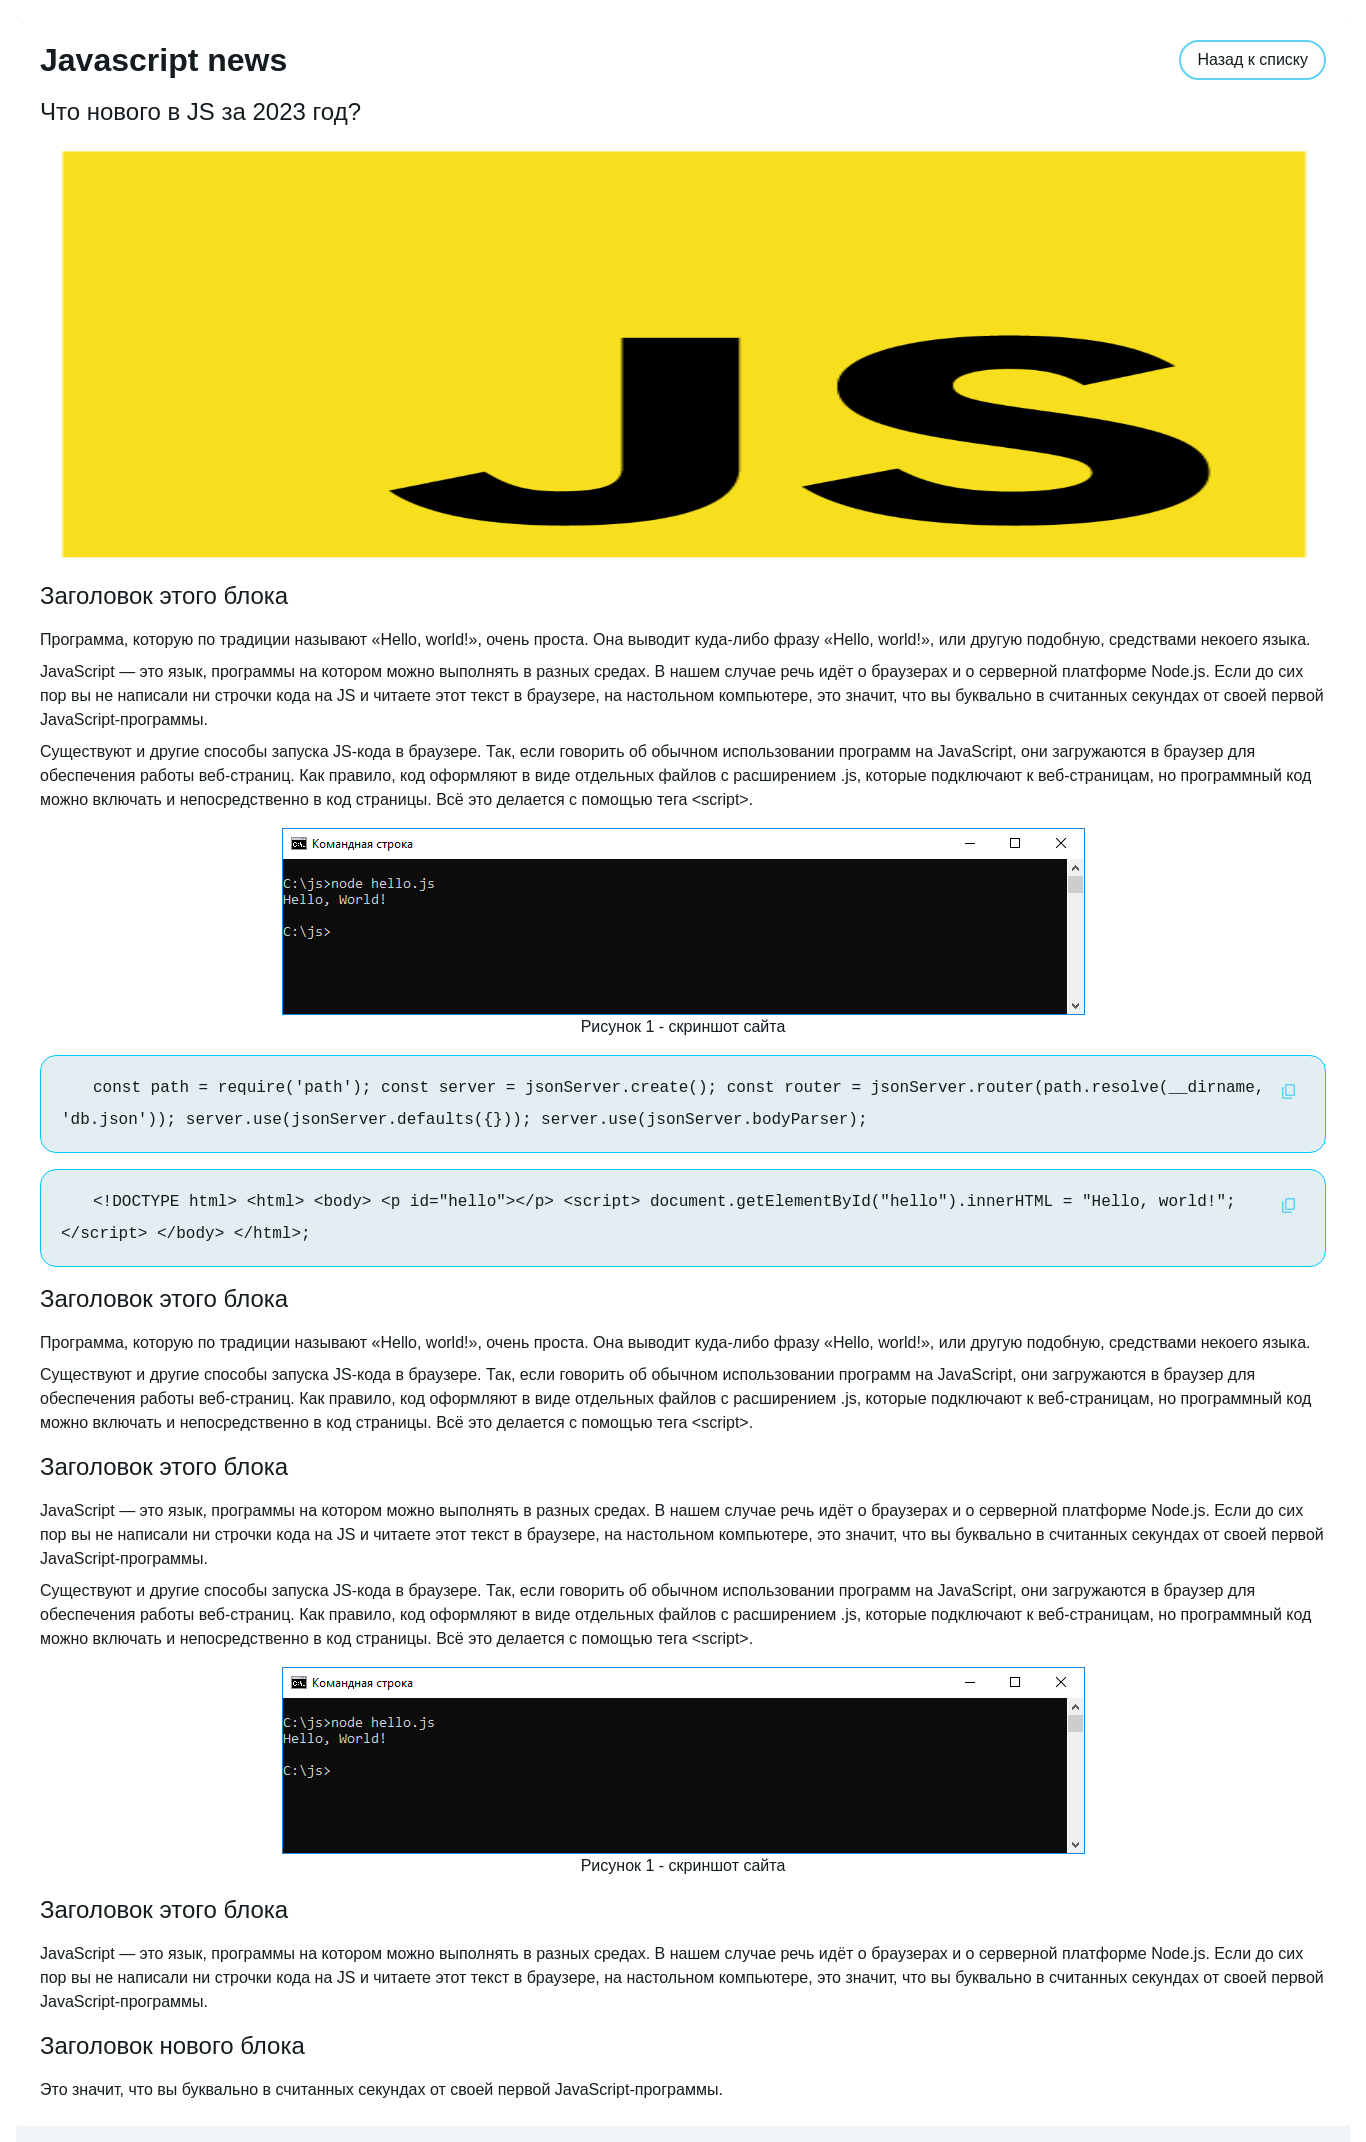 Javascript news
Назад к списку
Что нового в JS за 2023 год?
JS
Заголовок этого блока
Программа, которую по традиции называют «Hello, world!», очень проста. Она выводит куда-либо фразу «Hello, world!», или другую подобную, средствами некоего языка.
JavaScript — это язык, программы на котором можно выполнять в разных средах. В нашем случае речь идёт о браузерах и о серверной платформе Node.js. Если до сих
пор вы не написали ни строчки кода на JS и читаете этот текст в браузере, на настольном компьютере, это значит, что вы буквально в считанных секундах от своей первой
JavaScript-программы.
Существуют и другие способы запуска JS-кода в браузере. Так, если говорить об обычном использовании программ на JavaScript, они загружаются в браузер для
обеспечения работы веб-страниц. Как правило, код оформляют в виде отдельных файлов с расширением .js, которые подключают к веб-страницам, но программный код
можно включать и непосредственно в код страницы. Всё это делается с помощью тега <script>.
Командная строка
C:\js>node hello.js
Hello, World!
C:\js>
Рисунок 1 - скриншот сайта
const path = require('path'); const server = jsonServer.create(); const router = jsonServer.router(path.resolve(__dirname,
'db.json')); server.use(jsonServer.defaults({})); server.use(jsonServer.bodyParser);
<!DOCTYPE html> <html> <body> <p id="hello"></p> <script> document.getElementById("hello").innerHTML = "Hello, world!";
</script> </body> </html>;
Заголовок этого блока
Программа, которую по традиции называют «Hello, world!», очень проста. Она выводит куда-либо фразу «Hello, world!», или другую подобную, средствами некоего языка.
Существуют и другие способы запуска JS-кода в браузере. Так, если говорить об обычном использовании программ на JavaScript, они загружаются в браузер для
обеспечения работы веб-страниц. Как правило, код оформляют в виде отдельных файлов с расширением .js, которые подключают к веб-страницам, но программный код
можно включать и непосредственно в код страницы. Всё это делается с помощью тега <script>.
Заголовок этого блока
JavaScript — это язык, программы на котором можно выполнять в разных средах. В нашем случае речь идёт о браузерах и о серверной платформе Node.js. Если до сих
пор вы не написали ни строчки кода на JS и читаете этот текст в браузере, на настольном компьютере, это значит, что вы буквально в считанных секундах от своей первой
JavaScript-программы.
Существуют и другие способы запуска JS-кода в браузере. Так, если говорить об обычном использовании программ на JavaScript, они загружаются в браузер для
обеспечения работы веб-страниц. Как правило, код оформляют в виде отдельных файлов с расширением .js, которые подключают к веб-страницам, но программный код
можно включать и непосредственно в код страницы. Всё это делается с помощью тега <script>.
Командная строка
C:\js>node hello.js
Hello, World!
C:\js>
Рисунок 1 - скриншот сайта
Заголовок этого блока
JavaScript — это язык, программы на котором можно выполнять в разных средах. В нашем случае речь идёт о браузерах и о серверной платформе Node.js. Если до сих
пор вы не написали ни строчки кода на JS и читаете этот текст в браузере, на настольном компьютере, это значит, что вы буквально в считанных секундах от своей первой
JavaScript-программы.
Заголовок нового блока
Это значит, что вы буквально в считанных секундах от своей первой JavaScript-программы.